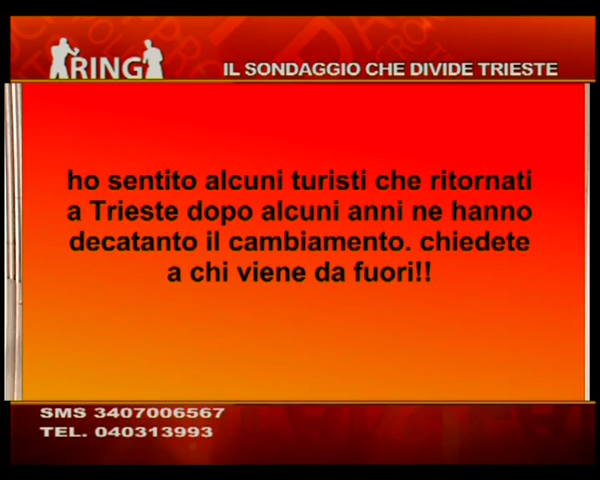 RING
IL SONDAGGIO CHE DIVIDE TRIESTE
ho sentito alcuni turisti che ritornati
a Trieste dopo alcuni anni ne hanno
decatanto il cambiamento. chiedete
a chi viene da fuori!!
SMS 3407006567
TEL. 040313993